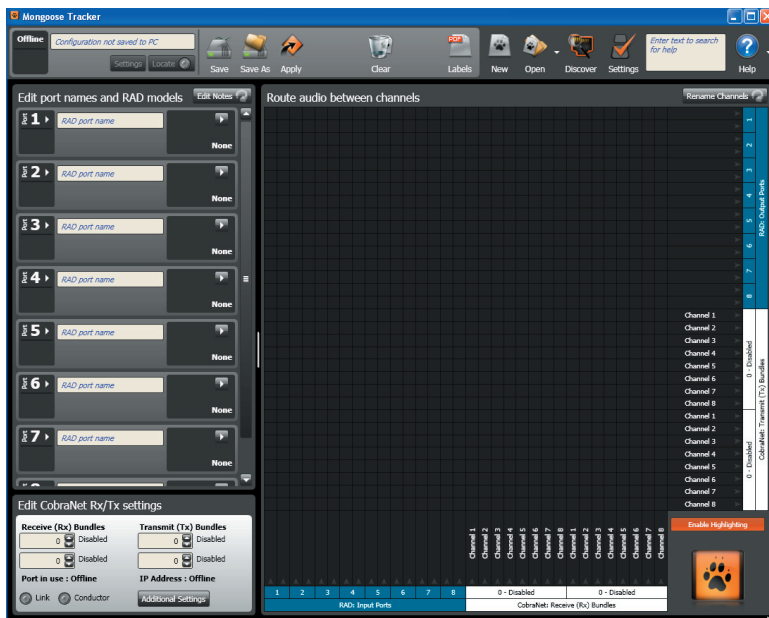 Mongoose Tracker
Offline
Configuration not saved to PC
Settings
Locate
Save
Save As
Apply
Clear
PDF
Labels
New
Open
Discover
Settings
Enter text to search
for help
Help
Edit port names and RAD models
Edit Notes
Port 1
RAD port name
None
Port 2
RAD port name
None
Port 3
RAD port name
None
Port 4
RAD port name
None
Port 5
RAD port name
None
Port 6
RAD port name
None
Port 7
RAD port name
None
Edit CobraNet Rx/Tx settings
Receive (Rx) Bundles
0 Disabled
0 Disabled
Port in use : Offline
Link
Conductor
Transmit (Tx) Bundles
0 Disabled
0 Disabled
IP Address : Offline
Additional Settings
Route audio between channels
Rename Channels
1
2
3
4
5
6
7
8
RAD: Output Ports
Channel 1
Channel 2
Channel 3
Channel 4
Channel 5
Channel 6
Channel 7
Channel 8
0 - Disabled
Channel 1
Channel 2
Channel 3
Channel 4
Channel 5
Channel 6
Channel 7
Channel 8
0 - Disabled
CobraNet: Transmit (Tx) Bundles
Enable Highlighting
Channel 1
Channel 2
Channel 3
Channel 4
Channel 5
Channel 6
Channel 7
Channel 8
Channel 1
Channel 2
Channel 3
Channel 4
Channel 5
Channel 6
Channel 7
Channel 8
1 2 3 4 5 6 7 8
0 - Disabled
0 - Disabled
RAD: Input Ports
CobraNet: Receive (Rx) Bundles